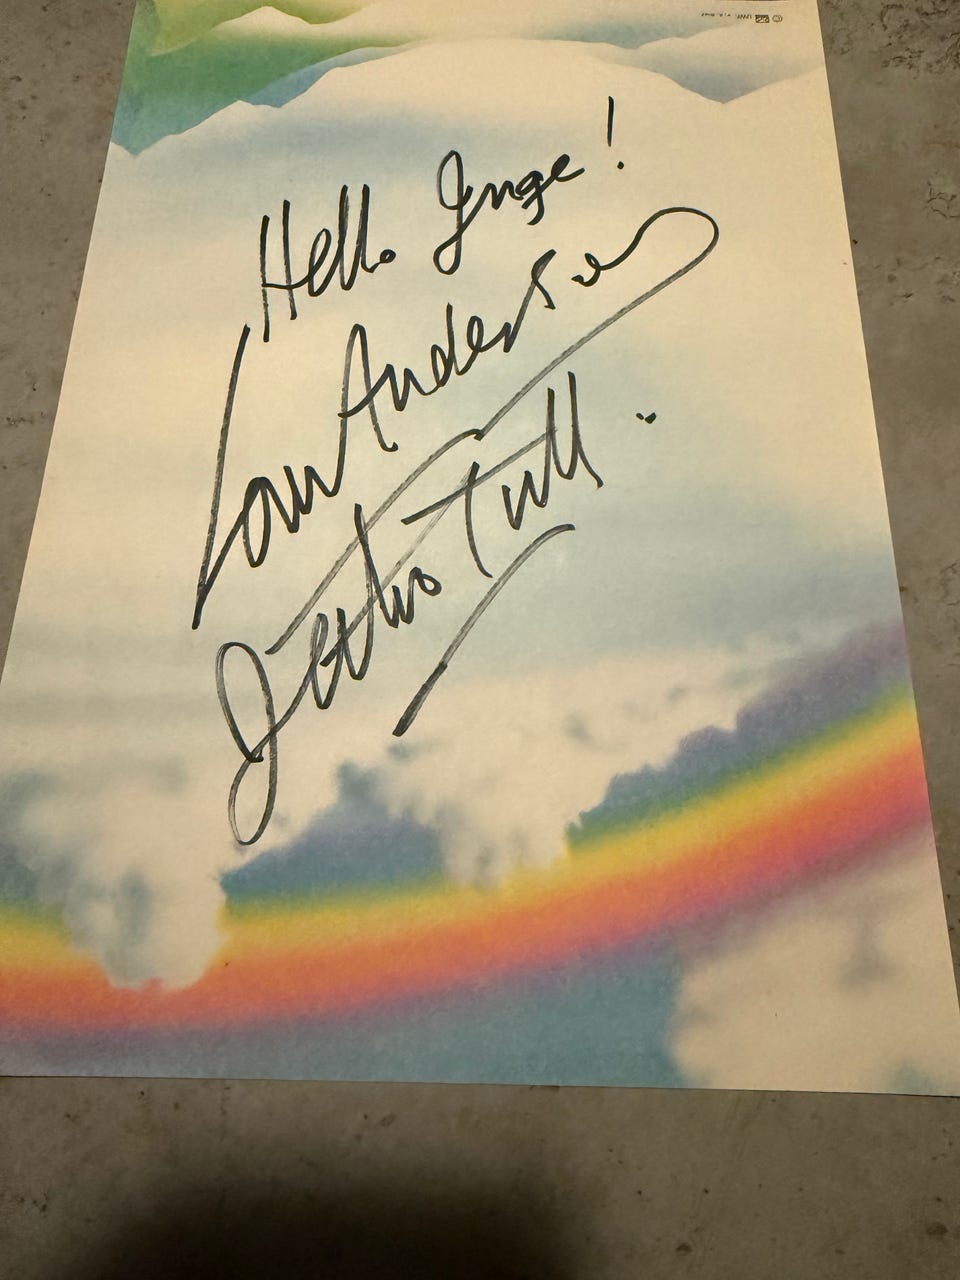 Hello Inge!
Ian Anderson
Jethro Tull